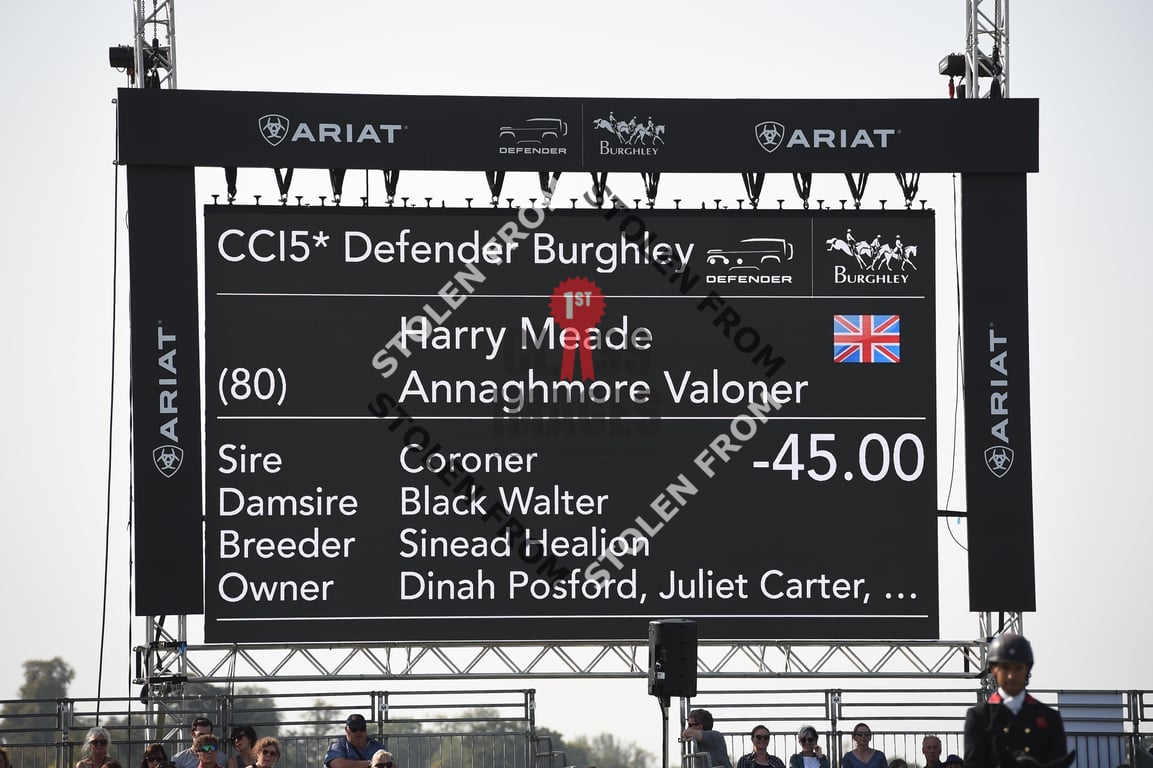 ARIAT
DEFENDER
BURGHLEY
ARIAT
CCI5* Defender Burghley
DEFENDER
BURGHLEY
Harry Meade
(80) Annaghmore Valoner
Sire Coroner -45.00
Damsire Black Walter
Breeder Sinead Healion
Owner Dinah Posford, Juliet Carter, ...
ARIAT
ARIAT
STOLEN FROM
STOLEN FROM
STOLEN FROM
STOLEN FROM
1ST
CLASS
IMAGES